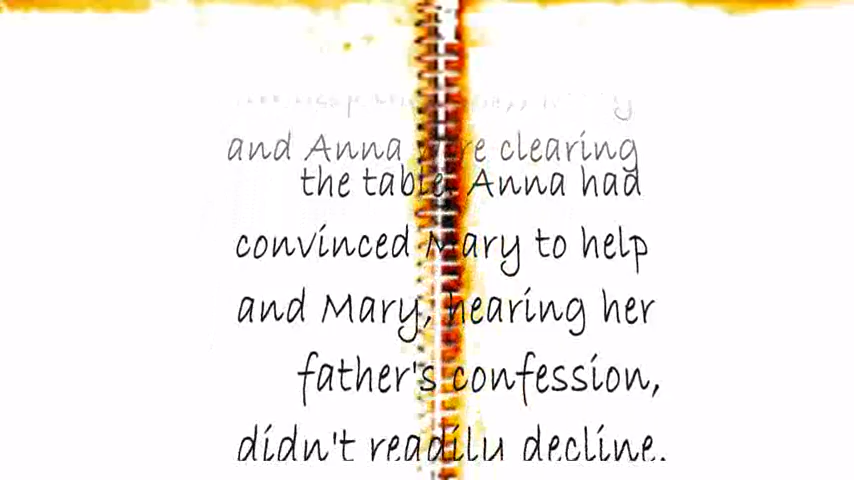 and Anna were clearing
the table. Anna had
convinced Mary to help
and Mary, hearing her
father's confession,
didn't readily decline.